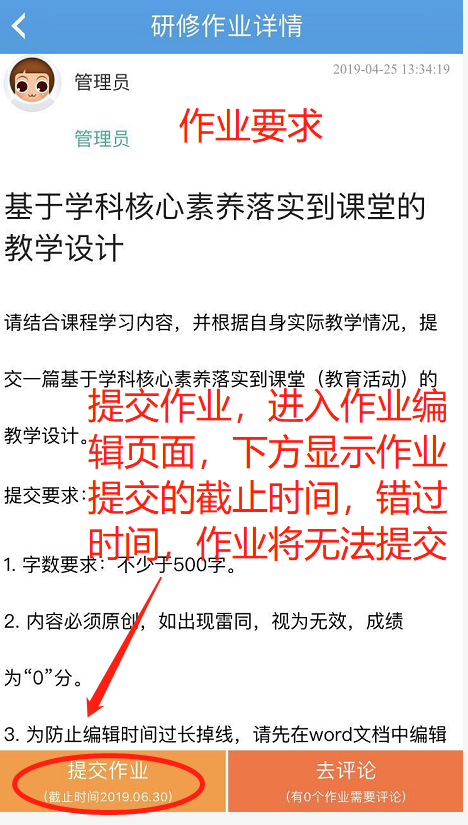 研修作业详情
2019-04-25 13:34:19
管理员
管理员
作业要求
基于学科核心素养落实到课堂的
教学设计
请结合课程学习内容，并根据自身实际教学情况，提
交一篇基于学科核心素养落实到课堂（教育活动）的
教学设计。
提交作业，进入作业编
辑页面，下方显示作业
提交的截止时间，错过
时间，作业将无法提交
提交要求：
1. 字数要求：不少于500字。
2. 内容必须原创，如出现雷同，视为无效，成绩
为“0”分。
3. 为防止编辑时间过长掉线，请先在word文档中编辑
提交作业
（截止时间2019.06.30）
去评论
（有0个作业需要评论）